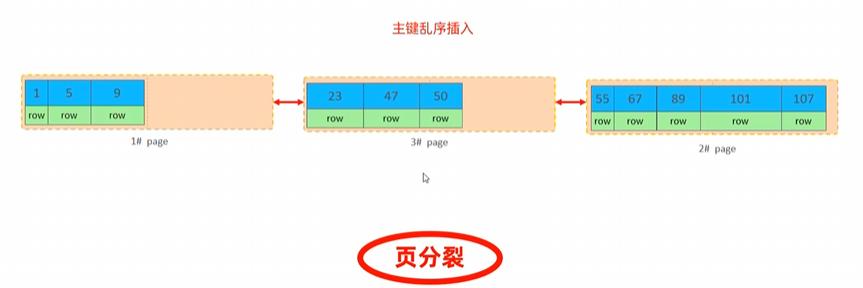 主键乱序插入
1 5 9
row row row
1# page
23 47 50
row row row
3# page
55 67 89 101 107
row row row row row
2# page
页分裂